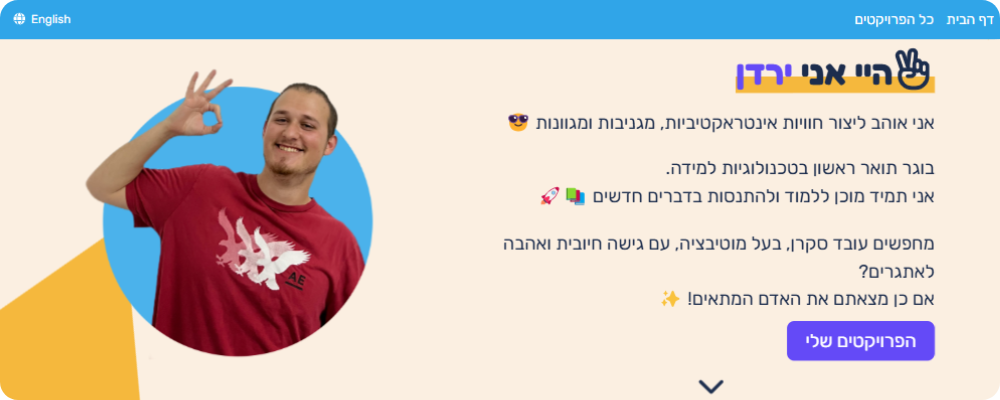 דף הבית
כל הפרויקטים
English
היי אני ירדן
אני אוהב ליצור חוויות אינטראקטיביות, מגניבות ומגוונות 😎
בוגר תואר ראשון בטכנולוגיות למידה.
אני תמיד מוכן ללמוד ולהתנסות בדברים חדשים 📚🚀
מחפשים עובד סקרן, בעל מוטיבציה, עם גישה חיובית ואהבה
לאתגרים?
אם כן מצאתם את האדם המתאים! ✨
הפרויקטים שלי
AE